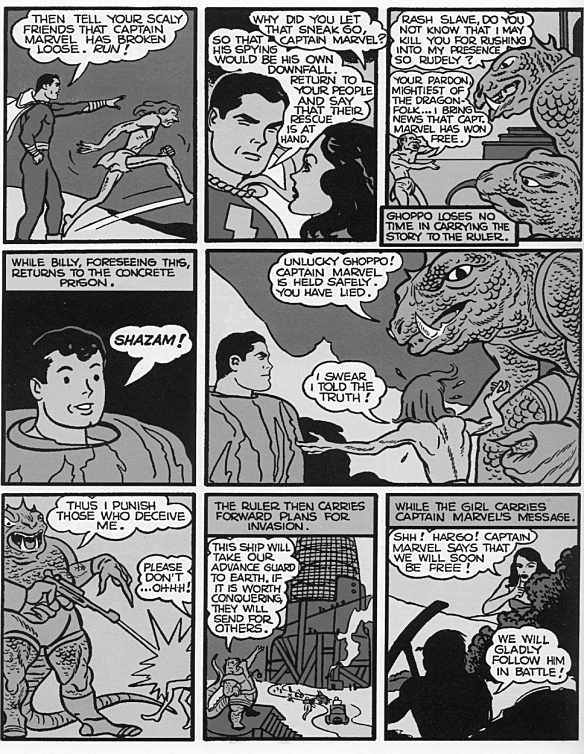 THEN TELL YOUR SCALY
FRIENDS THAT CAPTAIN
MARVEL HAS BROKEN
LOOSE. RUN!
WHY DID YOU LET
THAT SNEAK GO,
CAPTAIN MARVEL?
SO THAT
HIS SPYING
WOULD BE HIS OWN
DOWNFALL.
RETURN TO
YOUR PEOPLE
AND SAY
THAT THEIR
RESCUE
IS AT
HAND.
RASH SLAVE, DO YOU
NOT KNOW THAT I MAY
KILL YOU FOR RUSHING
INTO MY PRESENCE
SO RUDELY?
YOUR PARDON,
MIGHTIEST OF
THE DRAGON-
FOLK... I BRING
NEWS THAT CAPT.
MARVEL HAS WON
FREE.
GHOPPO LOSES NO
TIME IN CARRYING THE
STORY TO THE RULER.
WHILE BILLY, FORESEEING THIS,
RETURNS TO THE CONCRETE
PRISON.
SHAZAM!
UNLUCKY GHOPPO!
CAPTAIN MARVEL
IS HELD SAFELY.
YOU HAVE LIED.
I SWEAR
I TOLD THE
TRUTH!
THUS I PUNISH
THOSE WHO DECEIVE
ME.
PLEASE
DON'T
...OHHH!
THE RULER THEN CARRIES
FORWARD PLANS FOR
INVASION.
THIS SHIP WILL
TAKE OUR
ADVANCE GUARD
TO EARTH. IF
IT IS WORTH
CONQUERING
THEY WILL
SEND FOR
OTHERS.
WHILE THE GIRL CARRIES
CAPTAIN MARVEL'S MESSAGE.
SHH! HARGO! CAPTAIN
MARVEL SAYS THAT
WE WILL SOON
BE FREE!
WE WILL
GLADLY
FOLLOW HIM
IN BATTLE!